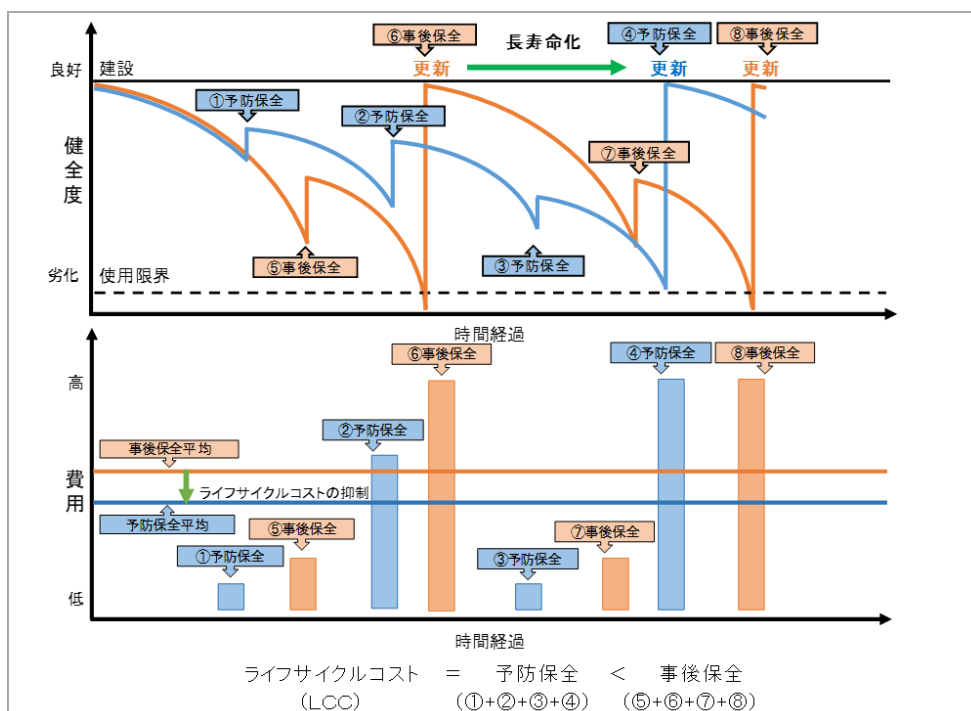 ⑥事後保全
長寿命化
④予防保全
⑧事後保全
良好
建設
更新
更新
更新
①予防保全
②予防保全
⑦事後保全
健全度
⑤事後保全
③予防保全
劣化
使用限界
時間経過
⑥事後保全
④予防保全
⑧事後保全
高
②予防保全
事後保全平均
費用
ライフサイクルコストの抑制
予防保全平均
⑤事後保全
⑦事後保全
①予防保全
③予防保全
低
時間経過
ライフサイクルコスト = 予防保全 < 事後保全
(LCC) (①+②+③+④) (⑤+⑥+⑦+⑧)